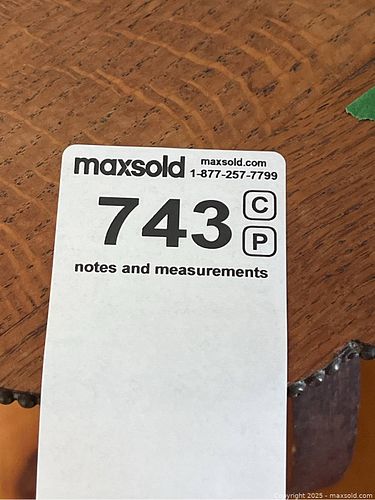 maxsold maxsold.com
1-877-257-7799
743 C
P
notes and measurements
Copyright 2025 - maxsold.com